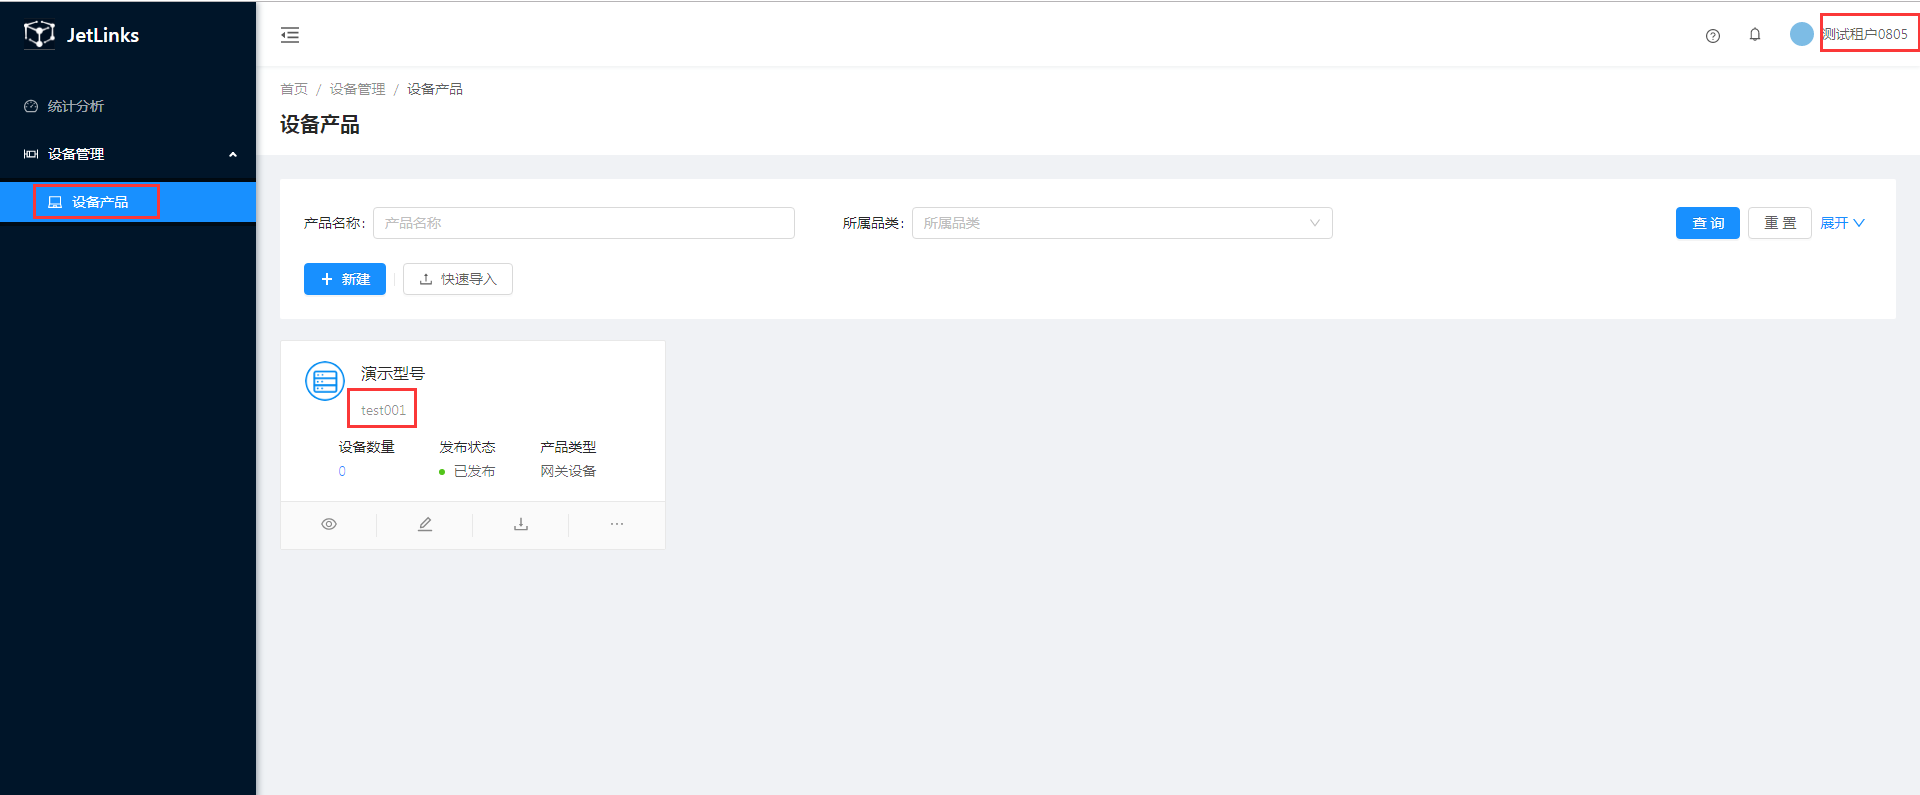 JetLinks
测试租户0805
统计分析
设备管理
设备产品
首页 / 设备管理 / 设备产品
设备产品
产品名称: 产品名称
所属品类: 所属品类
查 询
重 置
展开
+ 新建
快速导入
演示型号
test001
设备数量 发布状态 产品类型
0 已发布 网关设备